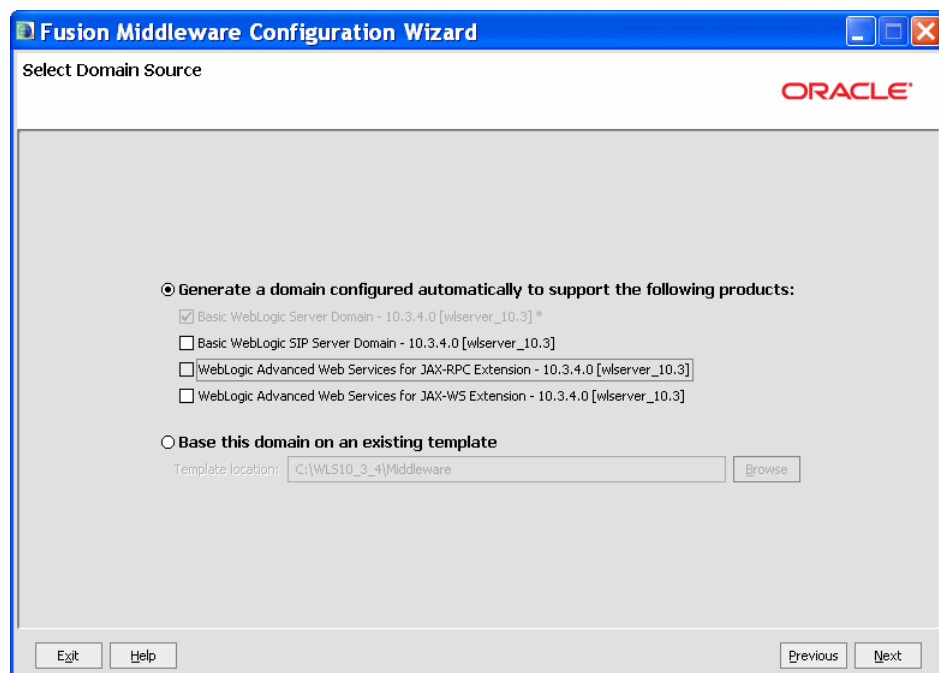 Fusion Middleware Configuration Wizard
Select Domain Source
ORACLE
Generate a domain configured automatically to support the following products:
Basic WebLogic Server Domain - 10.3.4.0 [wlserver_10.3] *
Basic WebLogic SIP Server Domain - 10.3.4.0 [wlserver_10.3]
WebLogic Advanced Web Services for JAX-RPC Extension - 10.3.4.0 [wlserver_10.3]
WebLogic Advanced Web Services for JAX-WS Extension - 10.3.4.0 [wlserver_10.3]
Base this domain on an existing template
Template location: C:\WLS10_3_4\Middleware Browse
Exit Help Previous Next